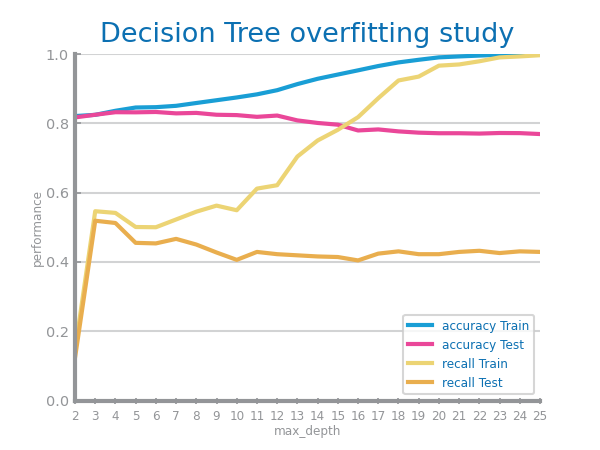 Decision Tree overfitting study
1.0
0.8
0.6
0.4
0.2
0.0
performance
2 3 4 5 6 7 8 9 10 11 12 13 14 15 16 17 18 19 20 21 22 23 24 25
max_depth
accuracy Train
accuracy Test
recall Train
recall Test